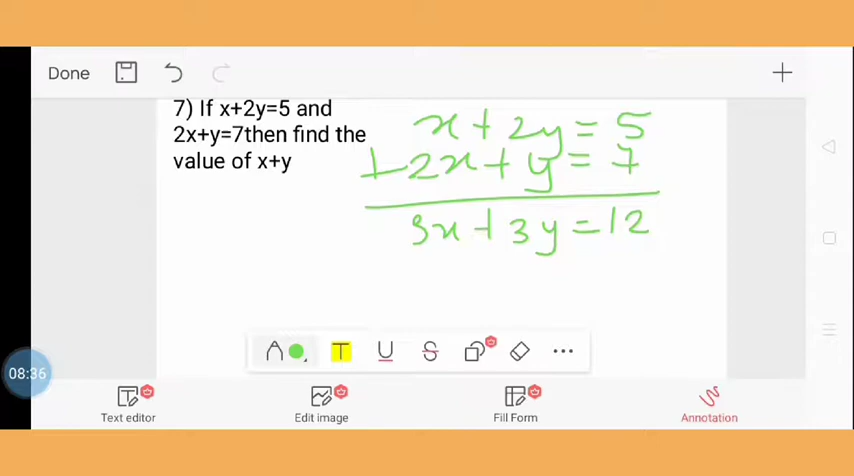 Done
7) If x+2y=5 and
2x+y=7then find the
value of x+y
x + 2y = 5
+ 2x + y = 7
3x + 3y = 12
T
U
S
08:36
Text editor
Edit image
Fill Form
Annotation